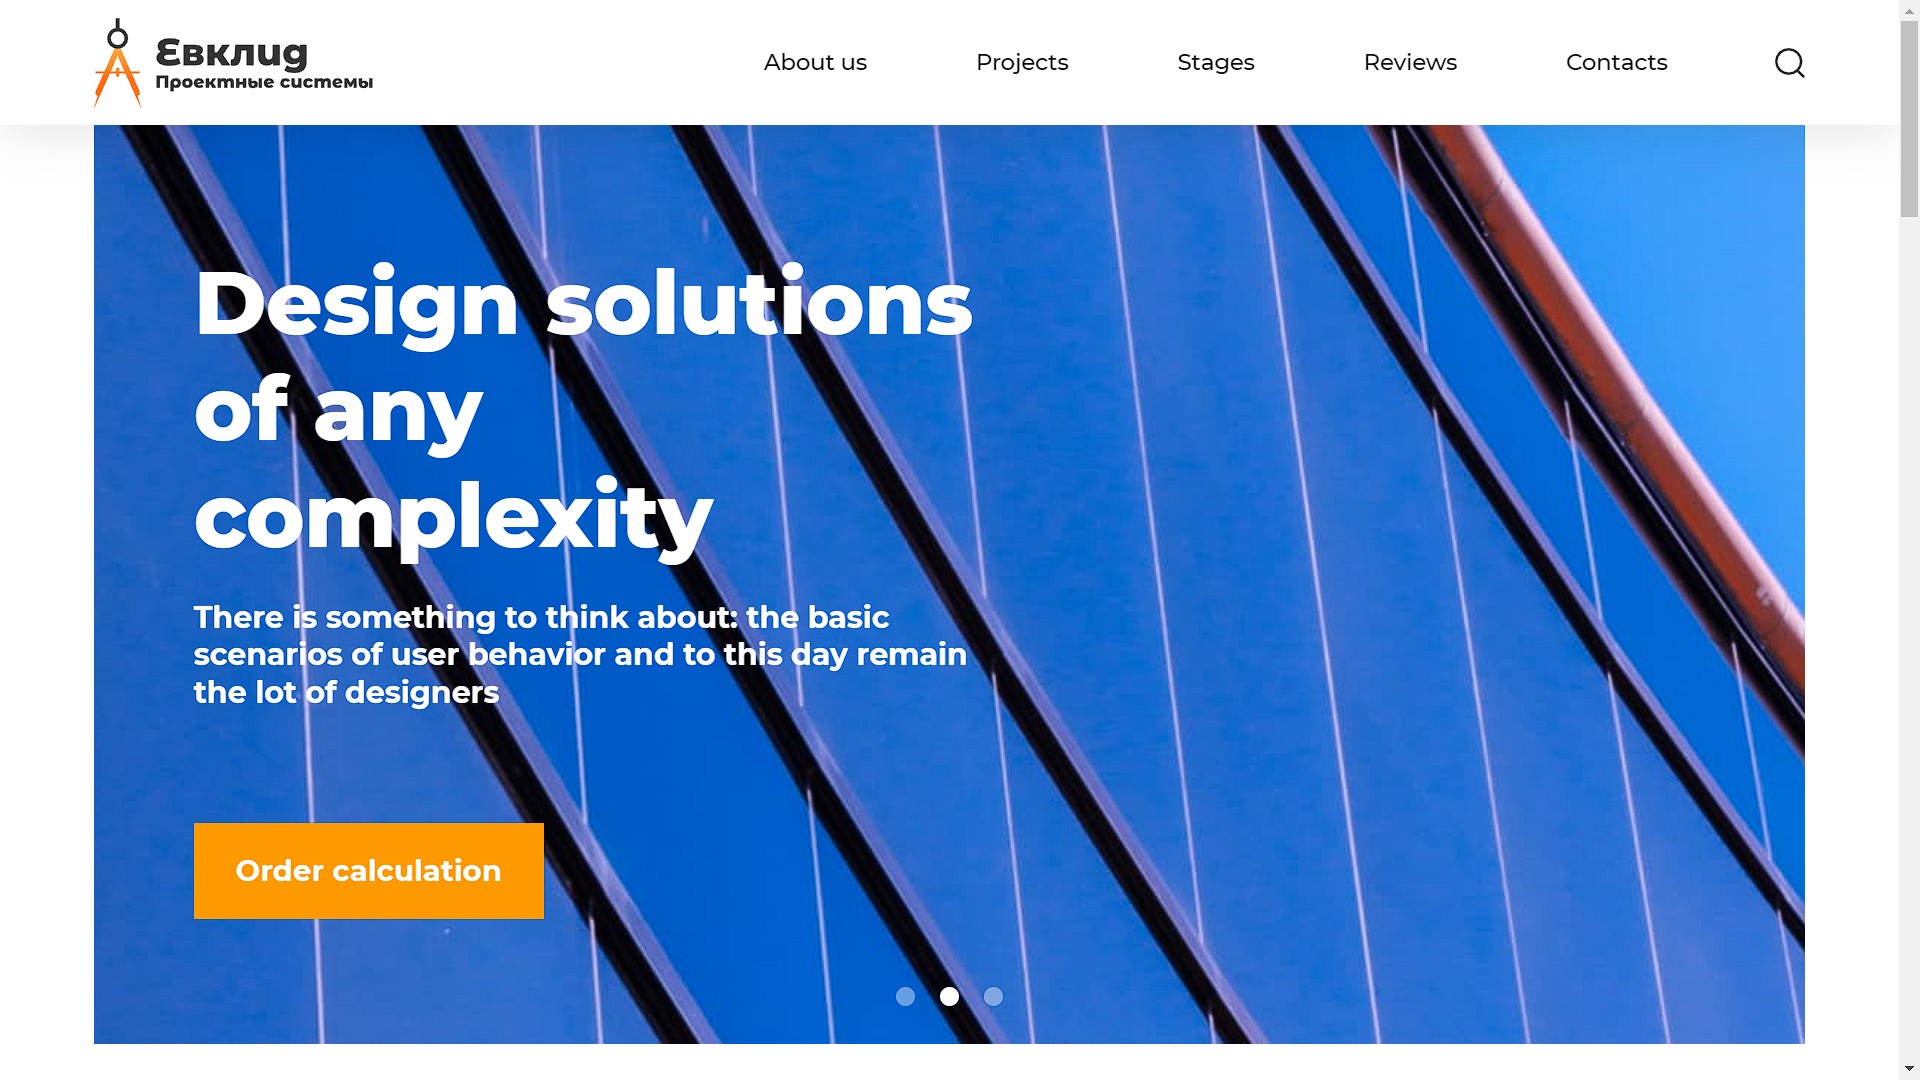 Евклид
Проектные системы
About us
Projects
Stages
Reviews
Contacts
Design solutions
of any
complexity
There is something to think about: the basic
scenarios of user behavior and to this day remain
the lot of designers
Order calculation